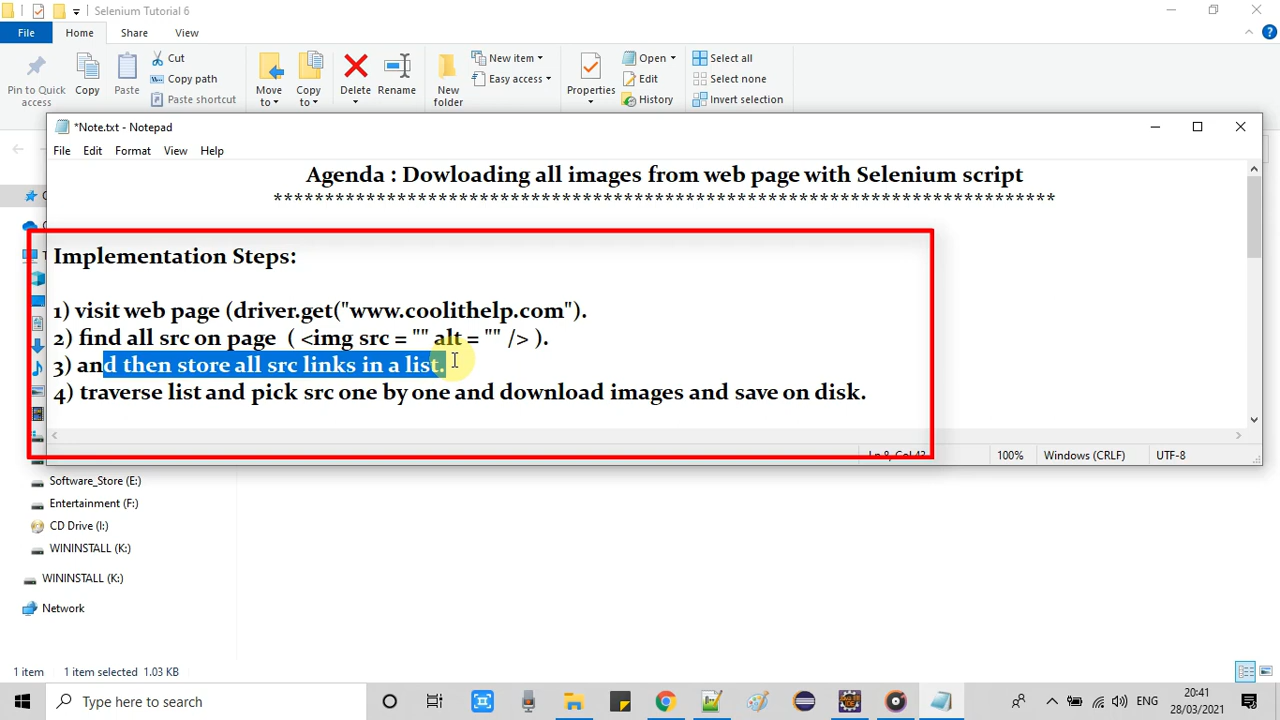 Selenium Tutorial 6
File
Home
Share
View
Pin to Quick access
Copy
Paste
Cut
Copy path
Paste shortcut
Move to
Copy to
Delete
Rename
New folder
New item
Easy access
Properties
Open
Edit
History
Select all
Select none
Invert selection
*Note.txt - Notepad
File Edit Format View Help
Agenda : Dowloading all images from web page with Selenium script
******************************************************************************
Implementation Steps:
1) visit web page (driver.get("www.coolithelp.com").
2) find all src on page ( <img src = "" alt = "" /> ).
3) and then store all src links in a list.
4) traverse list and pick src one by one and download images and save on disk.
Ln 8, Col 43
100%
Windows (CRLF)
UTF-8
Software_Store (E:)
Entertainment (F:)
CD Drive (I:)
WININSTALL (K:)
WININSTALL (K:)
Network
1 item
1 item selected 1.03 KB
Type here to search
ENG
20:41
28/03/2021